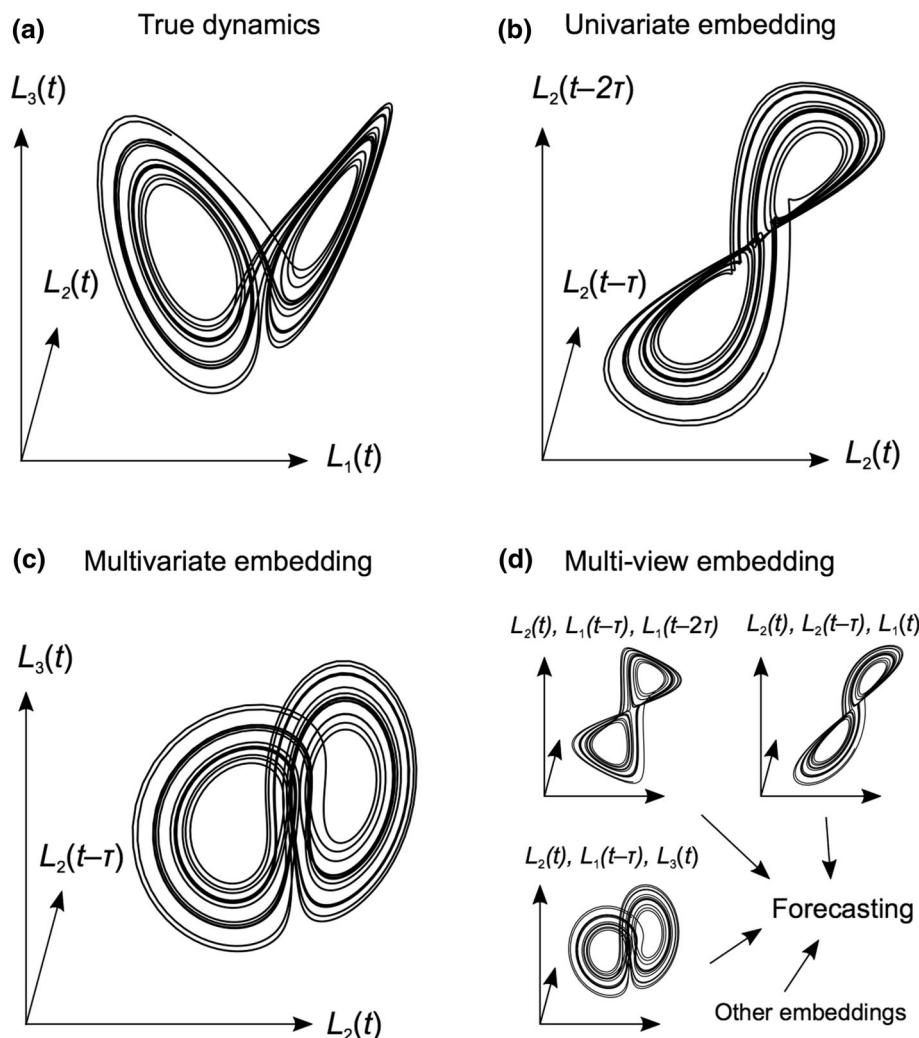 (a) True dynamics
L₃(t)
L₂(t)
L₁(t)
(b) Univariate embedding
L₂(t–2τ)
L₂(t–τ)
L₂(t)
(c) Multivariate embedding
L₃(t)
L₂(t–τ)
L₂(t)
(d) Multi-view embedding
L₂(t), L₁(t–τ), L₁(t–2τ)
L₂(t), L₂(t–τ), L₁(t)
L₂(t), L₁(t–τ), L₃(t)
Forecasting
Other embeddings